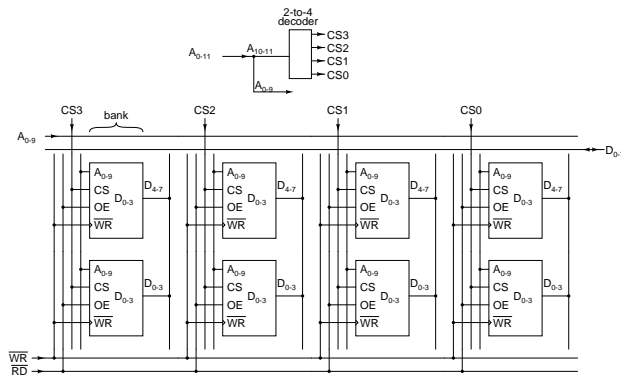 2-to-4
decoder
CS3
CS2
CS1
CS0
A0-11
A10-11
A0-9
CS3 bank CS2 CS1 CS0
A0-9
A0-9 A0-9 A0-9 A0-9
CS D4-7 CS D4-7 CS D4-7 CS D4-7
D0-3 D0-3 D0-3 D0-3
OE OE OE OE
WR WR WR WR
A0-9 A0-9 A0-9 A0-9
CS D0-3 CS D0-3 CS D0-3 CS D0-3
D0-3 D0-3 D0-3 D0-3
OE OE OE OE
WR WR WR WR
WR
RD